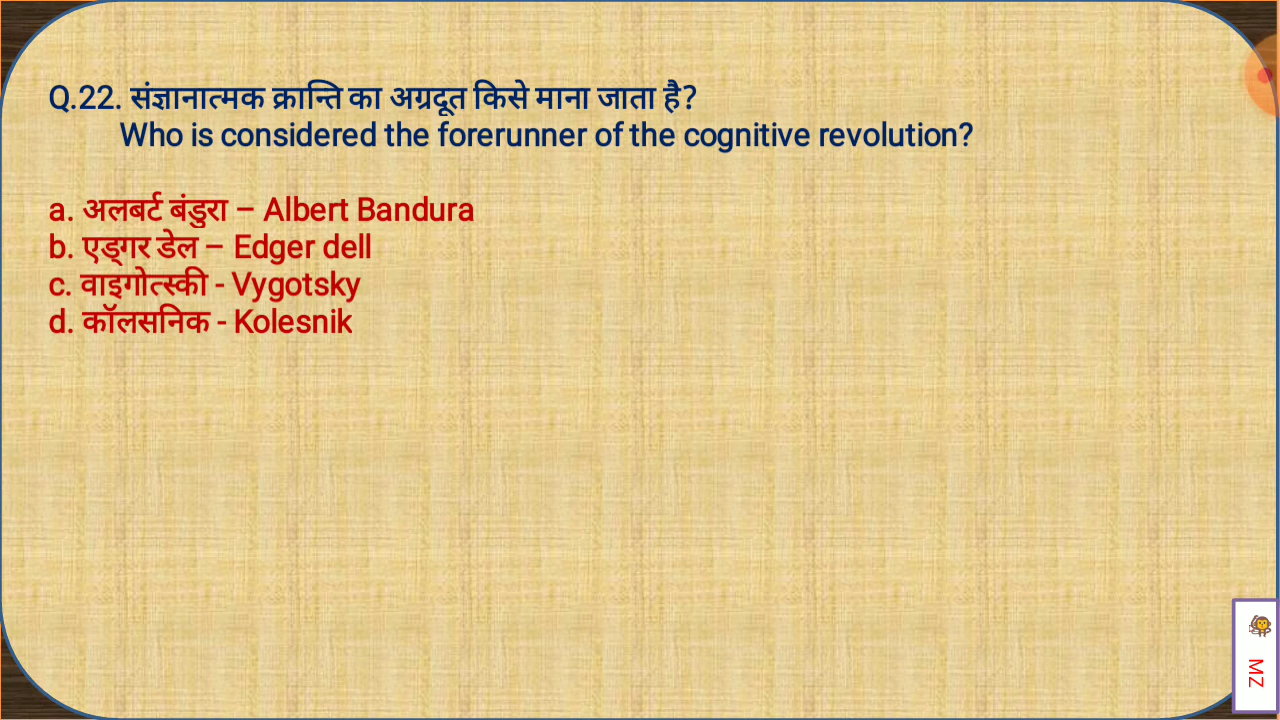 Q.22. संज्ञानात्मक क्रान्ति का अग्रदूत किसे माना जाता है?
Who is considered the forerunner of the cognitive revolution?
a. अलबर्ट बंडुरा – Albert Bandura
b. एड्गर डेल – Edger dell
c. वाइगोत्स्की - Vygotsky
d. कॉलसनिक - Kolesnik
MZ